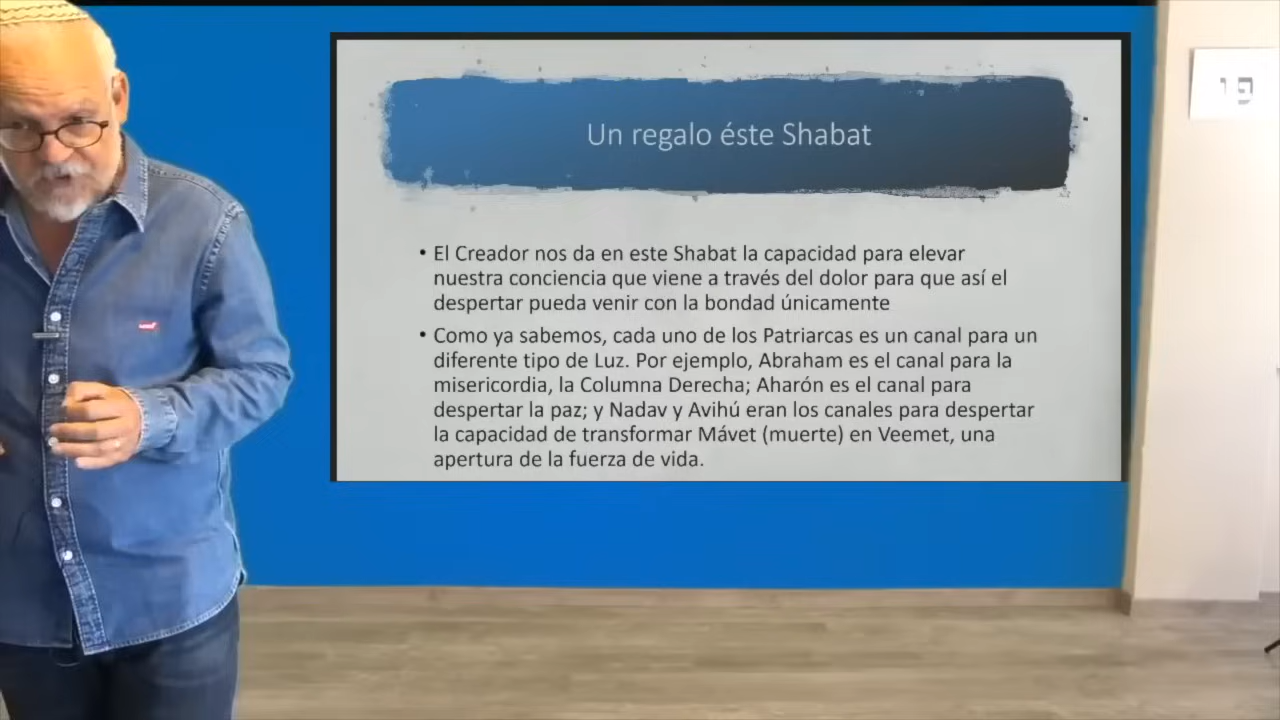 Un regalo éste Shabat
• El Creador nos da en este Shabat la capacidad para elevar
nuestra conciencia que viene a través del dolor para que así el
despertar pueda venir con la bondad únicamente
• Como ya sabemos, cada uno de los Patriarcas es un canal para un
diferente tipo de Luz. Por ejemplo, Abraham es el canal para la
misericordia, la Columna Derecha; Aharón es el canal para
despertar la paz; y Nadav y Avihú eran los canales para despertar
la capacidad de transformar Mávet (muerte) en Veemet, una
apertura de la fuerza de vida.